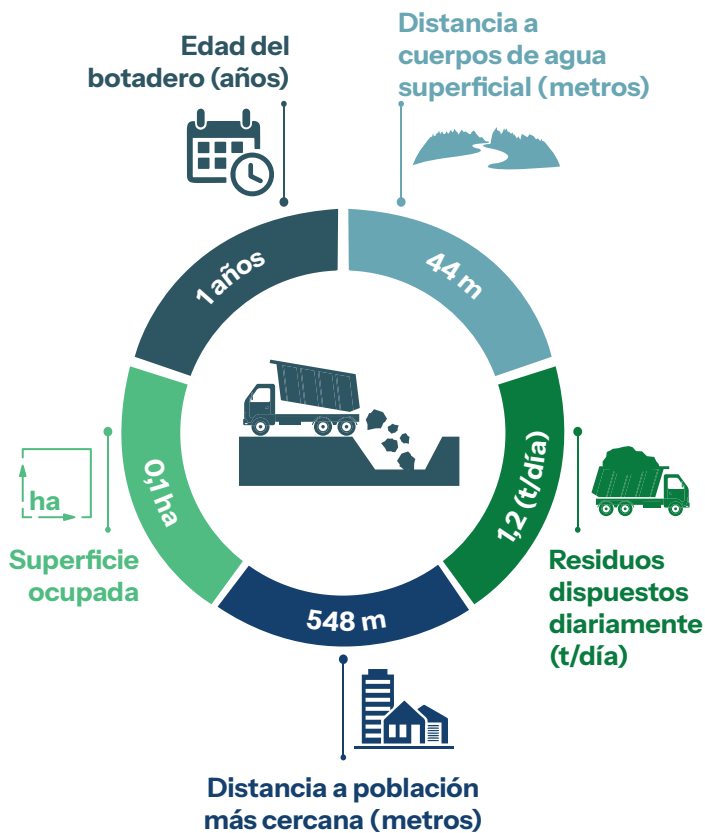 Edad del
botadero (años)
Distancia a
cuerpos de agua
superficial (metros)
1 años
44 m
0,1 ha
1,2 (t/día)
548 m
ha
Superficie
ocupada
Residuos
dispuestos
diariamente
(t/día)
Distancia a población
más cercana (metros)